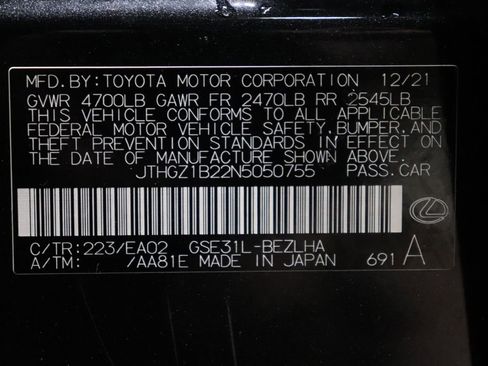 MFD.BY:TOYOTA MOTOR CORPORATION 12/21
GVWR 4700LB GAWR FR 2470LB RR 2545LB
THIS VEHICLE CONFORMS TO ALL APPLICABLE
FEDERAL MOTOR VEHICLE SAFETY,BUMPER,AND
THEFT PREVENTION STANDARDS IN EFFECT ON
THE DATE OF MANUFACTURE SHOWN ABOVE.
JTHGZ1B22N5050755 PASS.CAR
C/TR:223/EA02 GSE31L-BEZLHA
A/TM: /AA81E MADE IN JAPAN 691 A